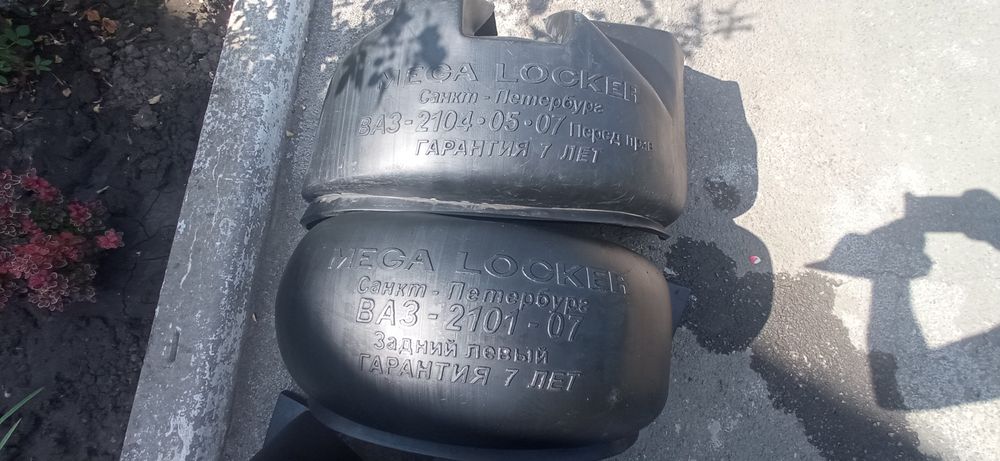 MEGA LOCKER
Санкт - Петербург
ВАЗ-2104·05·07 Перед прав
ГАРАНТИЯ 7 ЛЕТ
MEGA LOCKER
Санкт - Петербург
ВАЗ-2101-07
Задний левый
ГАРАНТИЯ 7 ЛЕТ